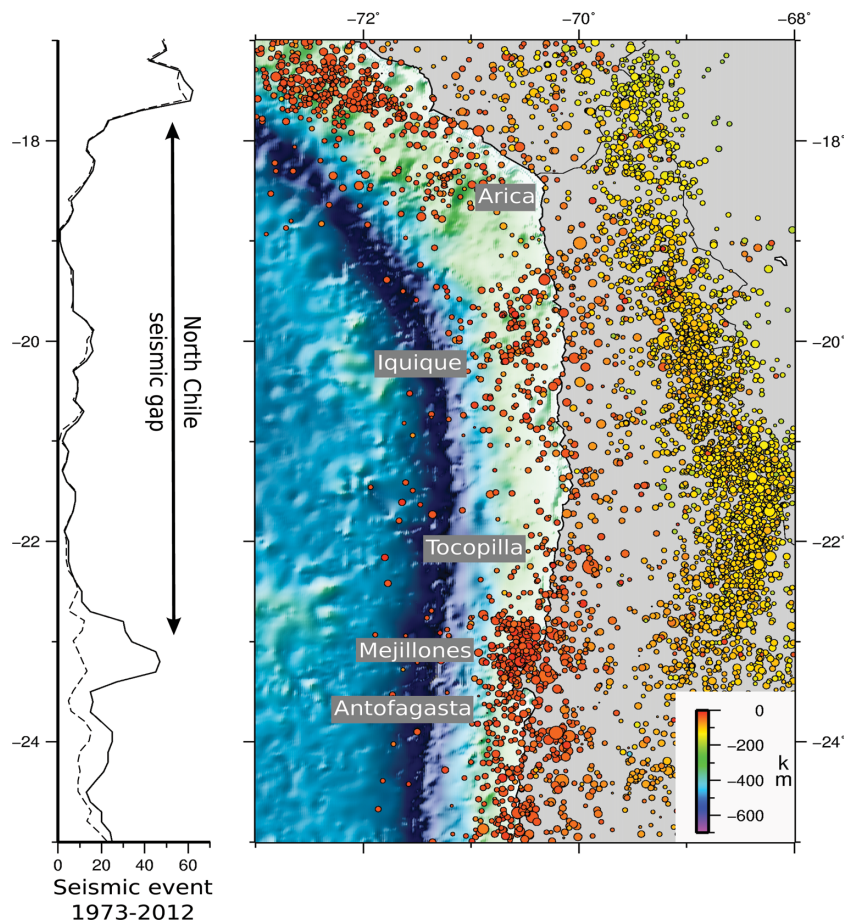 −72°
−70°
−68°
−18
−20
−22
−24
North Chile
seismic gap
0
20
40
60
Seismic event
1973-2012
Arica
Iquique
Tocopilla
Mejillones
Antofagasta
−18°
−20°
−22°
−24°
0
−200
−400
−600
k
m